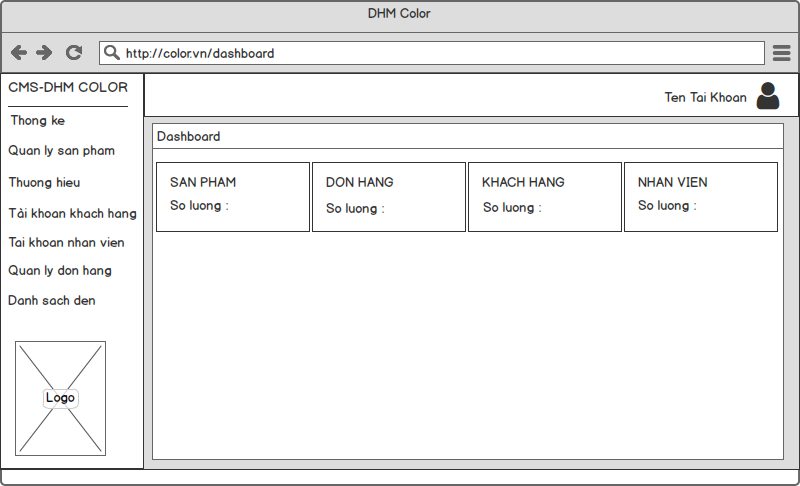 DHM Color
http://color.vn/dashboard
CMS-DHM COLOR
Ten Tai Khoan
Thong ke
Quan ly san pham
Thuong hieu
Tài khoan khach hang
Tai khoan nhan vien
Quan ly don hang
Danh sach den
Logo
Dashboard
SAN PHAM
So luong :
DON HANG
So luong :
KHACH HANG
So luong :
NHAN VIEN
So luong :